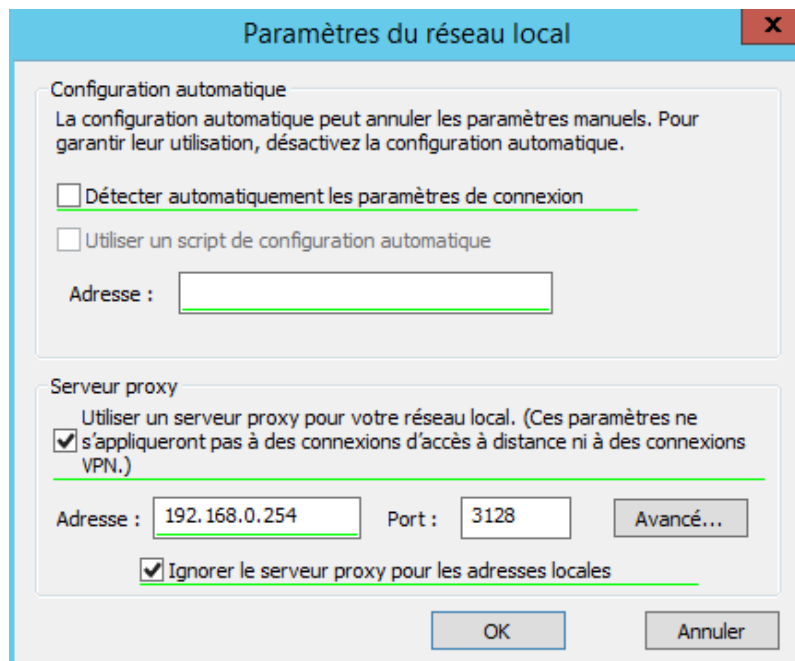 Paramètres du réseau local
x
Configuration automatique
La configuration automatique peut annuler les paramètres manuels. Pour
garantir leur utilisation, désactivez la configuration automatique.
Détecter automatiquement les paramètres de connexion
Utiliser un script de configuration automatique
Adresse :
Serveur proxy
Utiliser un serveur proxy pour votre réseau local. (Ces paramètres ne
s’appliqueront pas à des connexions d’accès à distance ni à des connexions
VPN.)
Adresse : 192.168.0.254 Port : 3128 Avancé...
Ignorer le serveur proxy pour les adresses locales
OK Annuler